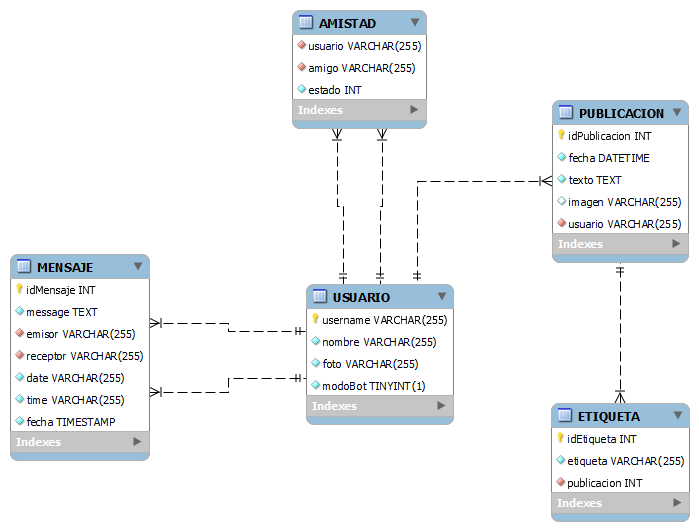 AMISTAD
usuario VARCHAR(255)
amigo VARCHAR(255)
estado INT
Indexes
PUBLICACION
idPublicacion INT
fecha DATETIME
texto TEXT
imagen VARCHAR(255)
usuario VARCHAR(255)
Indexes
MENSAJE
idMensaje INT
message TEXT
emisor VARCHAR(255)
receptor VARCHAR(255)
date VARCHAR(255)
time VARCHAR(255)
fecha TIMESTAMP
Indexes
USUARIO
username VARCHAR(255)
nombre VARCHAR(255)
foto VARCHAR(255)
modoBot TINYINT(1)
Indexes
ETIQUETA
idEtiqueta INT
etiqueta VARCHAR(255)
publicacion INT
Indexes